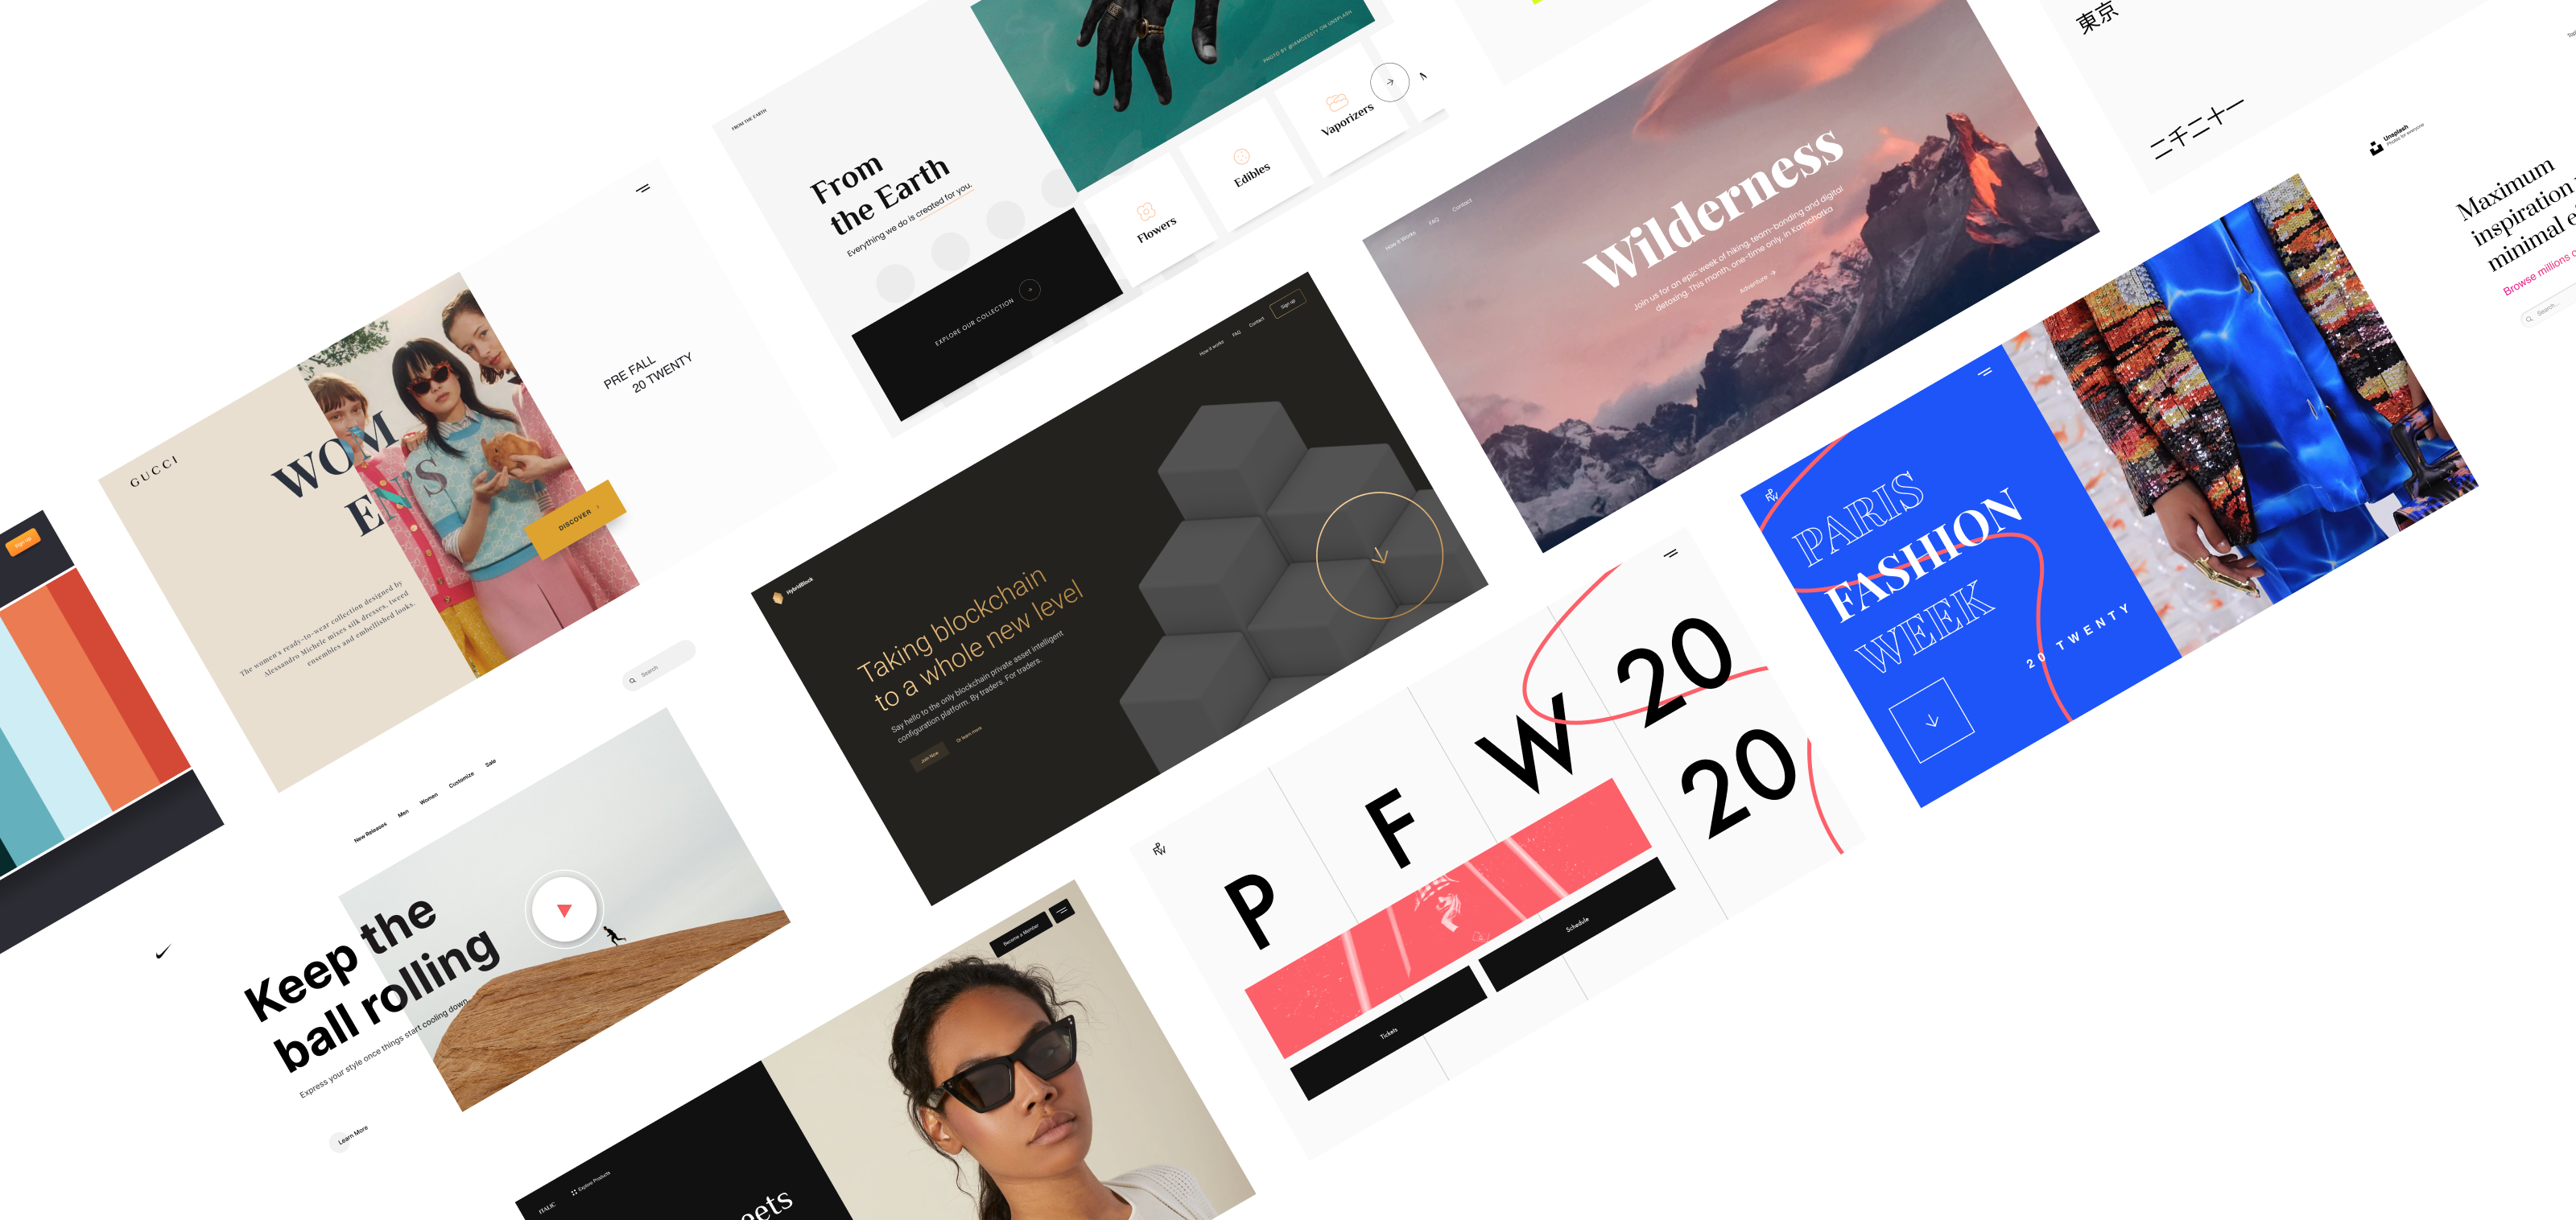 Sign Up
GUCCI
WOM
EN'S
The women's ready-to-wear collection designed by
Alessandro Michele mixes silk dresses, tweed
ensembles and embellished looks.
DISCOVER
PRE FALL
20 TWENTY
Search
New Releases
Men
Women
Customize
Sale
Keep the
ball rolling
Express your style once things start cooling down.
Learn More
FROM THE EARTH
From
the Earth
Everything we do is created for you.
EXPLORE OUR COLLECTION
PHOTO BY @IAMDESFYY ON UNSPLASH
Flowers
Edibles
Vaporizers
HybridBlock
How it works
FAQ
Contact
Sign up
Taking blockchain
to a whole new level
Say hello to the only blockchain private asset intelligent
configuration platform. By traders. For traders.
Join Now
Or learn more
ITALIC
Explore Products
Become a Member
eets
How it Works
FAQ
Contact
Wilderness
Join us for an epic week of hiking, team-bonding and digital
detoxing. This month, one-time only, in Kamchatka
Adventure
PFW
P
F
W
20
20
Tickets
Schedule
PFW
PARIS
FASHION
WEEK
20 TWENTY
東京
二千二十一
Unsplash
Photos for everyone
Maximum
inspiration
minimal e
Browse millions o
Search...